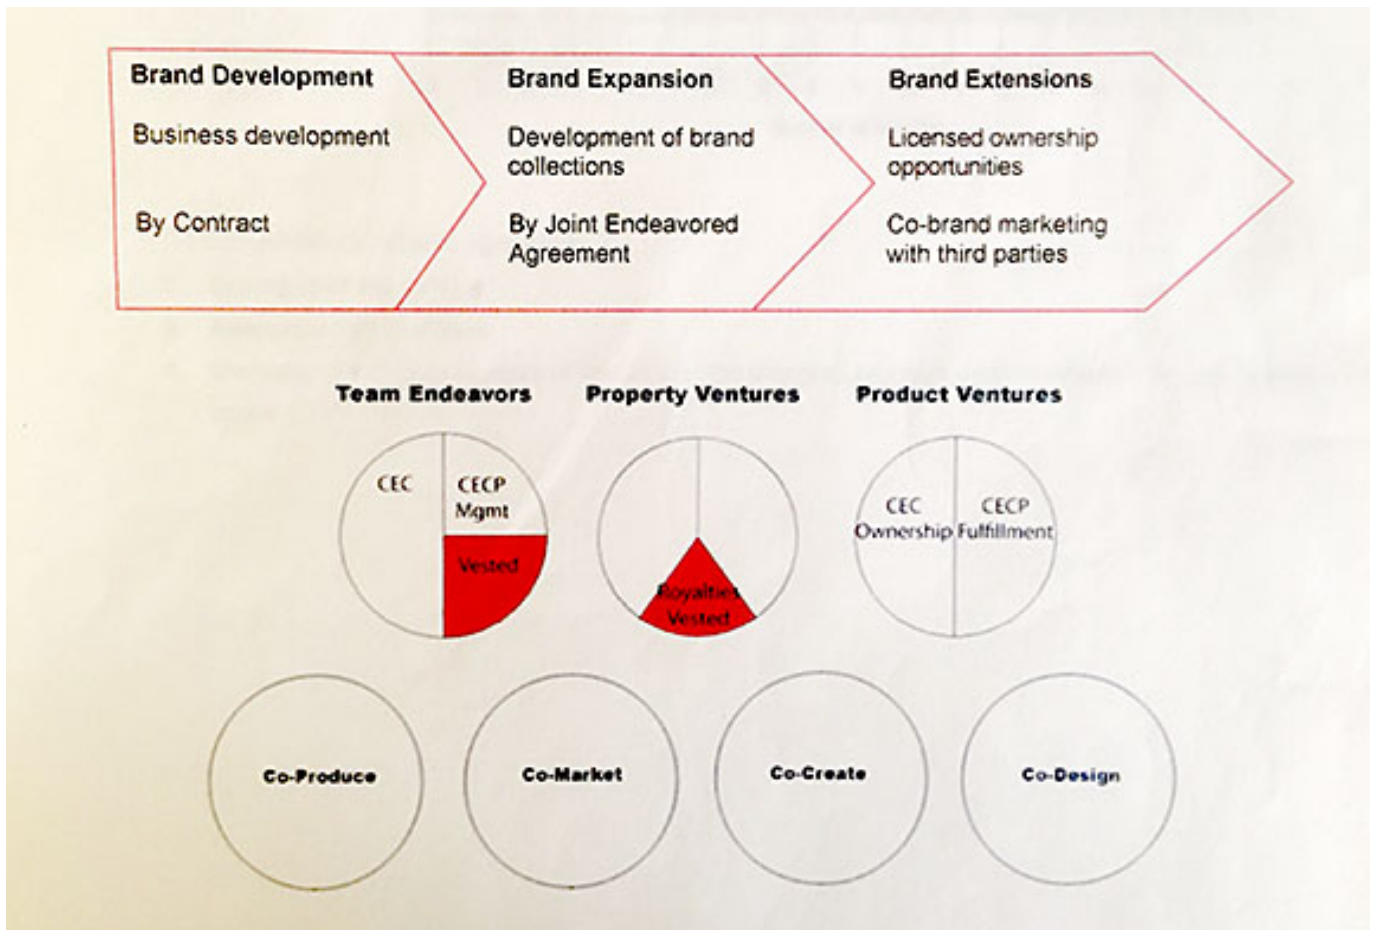 Brand Development
Business development
By Contract
Brand Expansion
Development of brand
collections
By Joint Endeavored
Agreement
Brand Extensions
Licensed ownership
opportunities
Co-brand marketing
with third parties
Team Endeavors
CEC
CECP
Mgmt
Vested
Property Ventures
Royalties
Vested
Product Ventures
CEC
Ownership
CECP
Fulfillment
Co-Produce
Co-Market
Co-Create
Co-Design